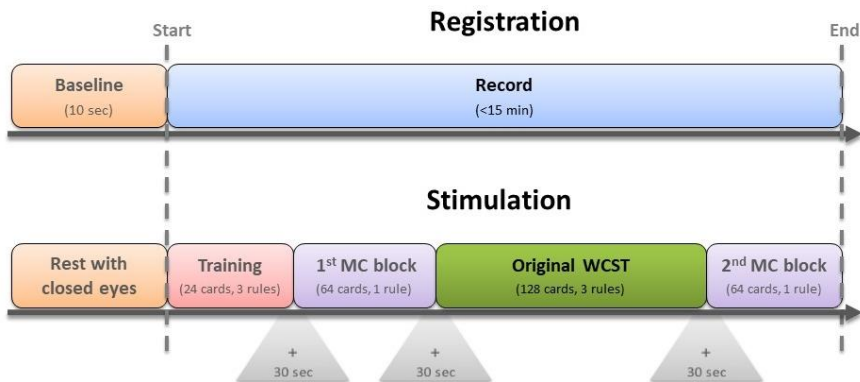 Registration
Start
End
Baseline
(10 sec)
Record
(<15 min)
Stimulation
Rest with
closed eyes
Training
(24 cards, 3 rules)
1st MC block
(64 cards, 1 rule)
Original WCST
(128 cards, 3 rules)
2nd MC block
(64 cards, 1 rule)
+
30 sec
+
30 sec
+
30 sec